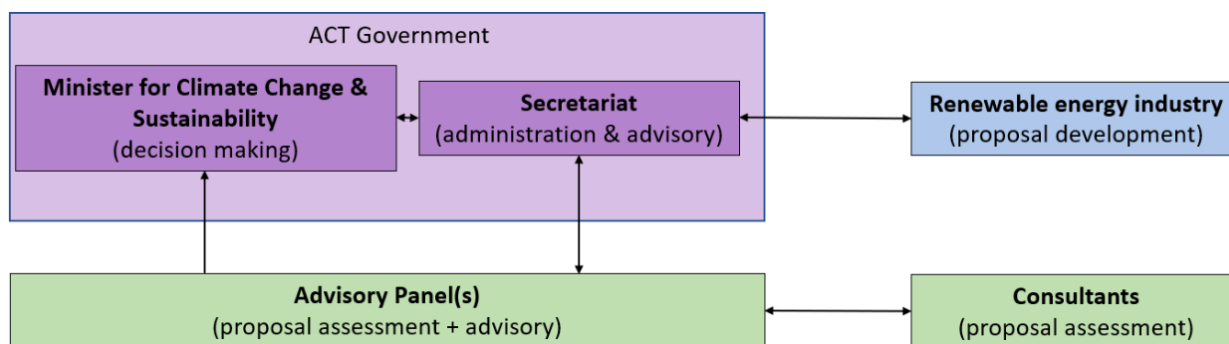 ACT Government
Minister for Climate Change &
Sustainability
(decision making)
Secretariat
(administration & advisory)
Renewable energy industry
(proposal development)
Advisory Panel(s)
(proposal assessment + advisory)
Consultants
(proposal assessment)